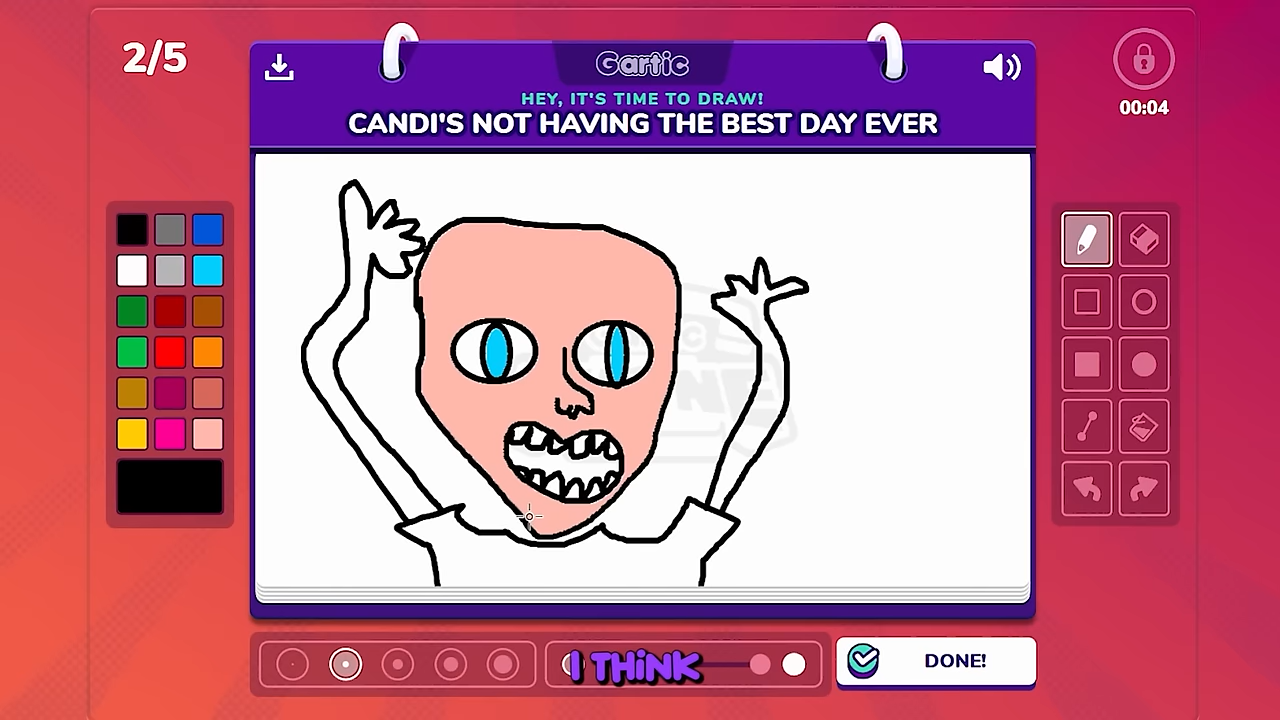 2/5
Gartic
HEY, IT'S TIME TO DRAW!
CANDI'S NOT HAVING THE BEST DAY EVER
00:04
I THINK
DONE!